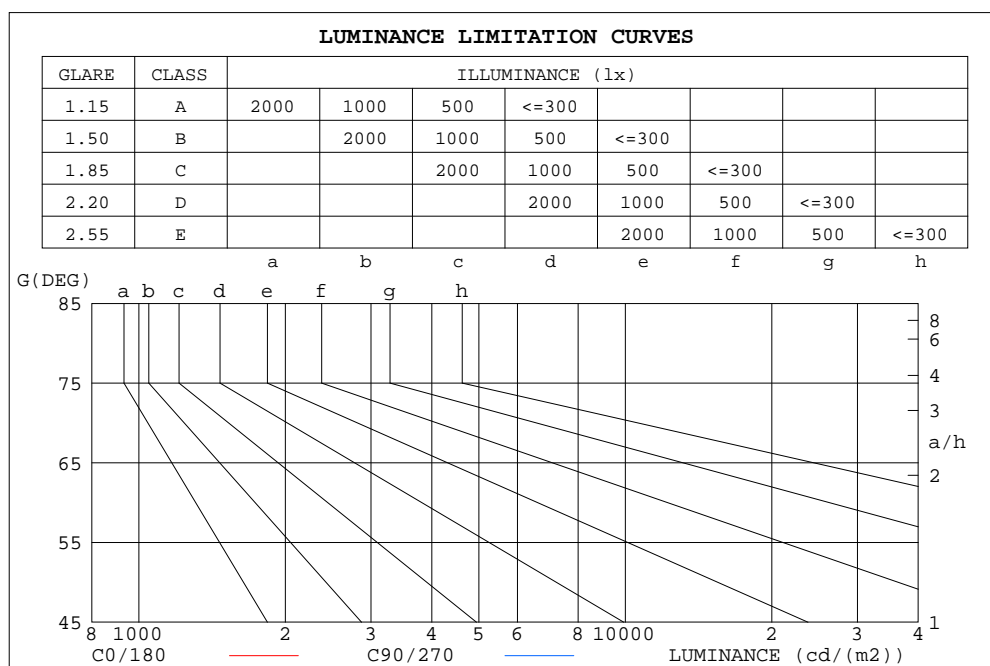 LUMINANCE LIMITATION CURVES
GLARE CLASS ILLUMINANCE (lx)
1.15 A 2000 1000 500 <=300
1.50 B 2000 1000 500 <=300
1.85 C 2000 1000 500 <=300
2.20 D 2000 1000 500 <=300
2.55 E 2000 1000 500 <=300
a b c d e f g h
G(DEG)
a b c d e f g h
85
8
6
75
4
3
a/h
65
2
55
45
1
8 1000 2 3 4 5 6 8 10000 2 3 4
C0/180 C90/270 LUMINANCE (cd/(m2))